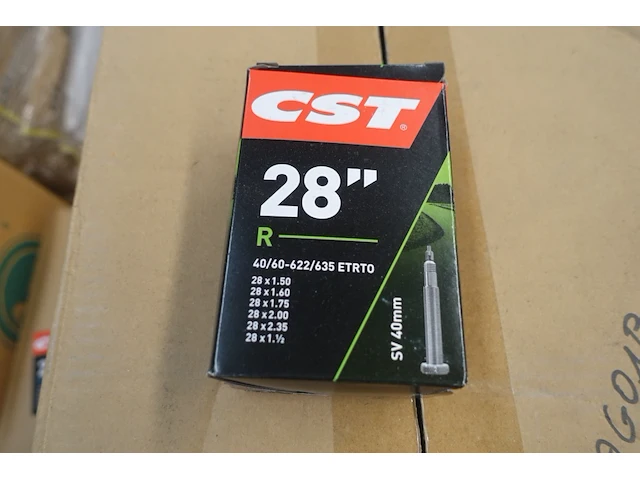 CST®
28"
R
40/60-622/635 ETRTO
28 x 1.50
28 x 1.60
28 x 1.75
28 x 2.00
28 x 2.35
28 x 1.½
SV 40mm